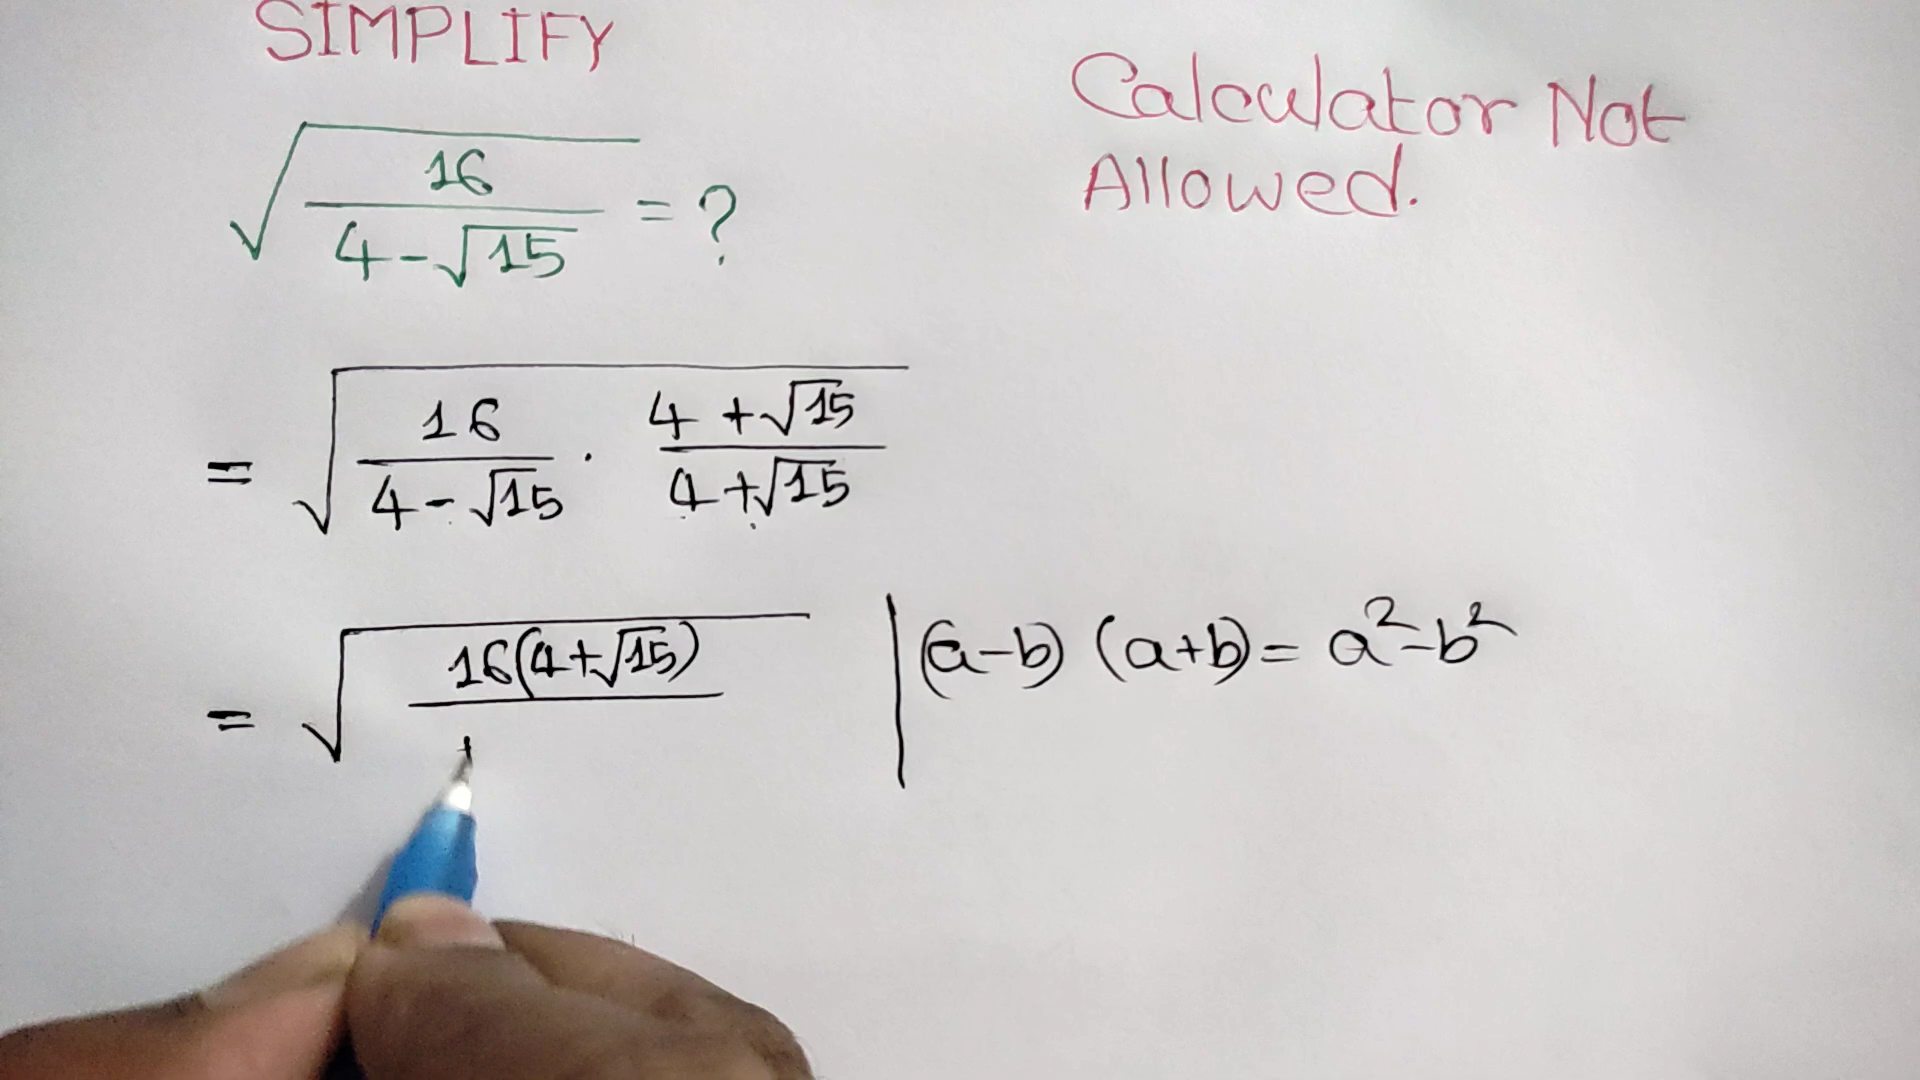 SIMPLIFY
Calculator Not
Allowed.
√(16/(4-√15)) = ?
= √(16/(4-√15) · (4+√15)/(4+√15))
= √(16(4+√15)/
(a-b) (a+b) = a²-b²